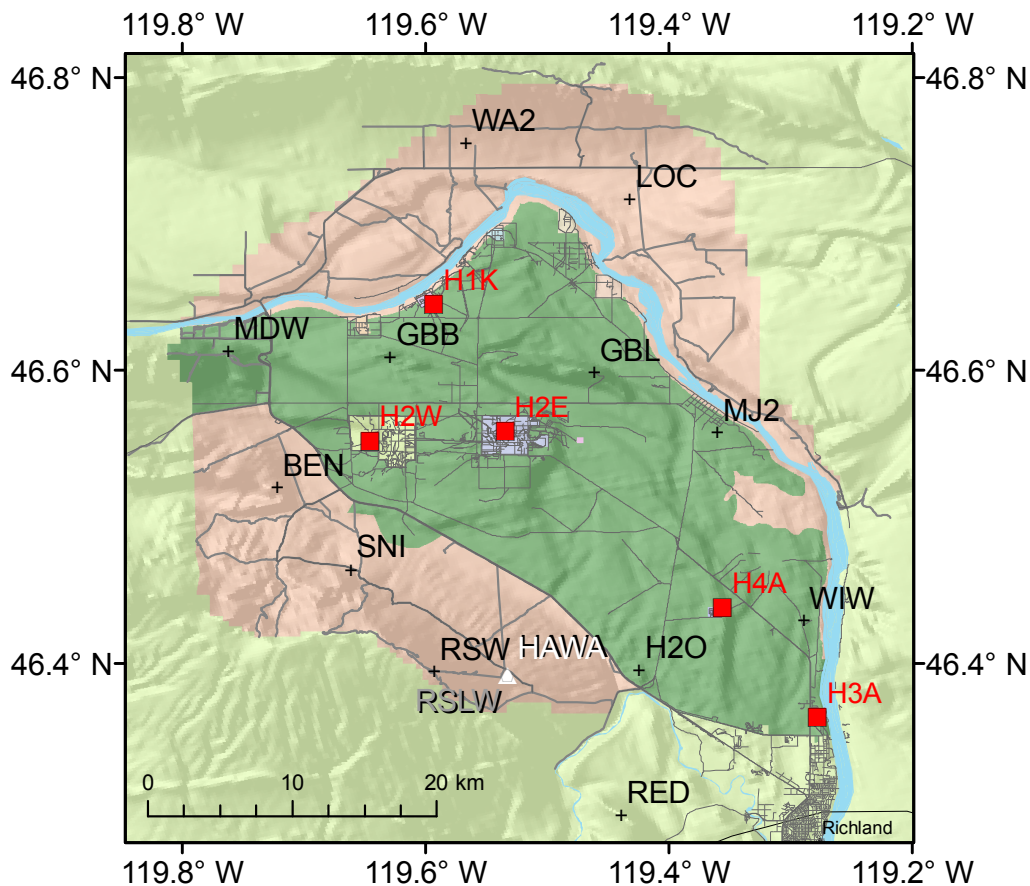 119.8° W 119.6° W 119.4° W 119.2° W
46.8° N 46.8° N
WA2
LOC
H1K
MDW GBB
GBL
46.6° N 46.6° N
H2W H2E MJ2
BEN
SNI
H4A WIW
RSW HAWA H2O
46.4° N 46.4° N
RSLW H3A
0 10 20 km
RED
Richland
119.8° W 119.6° W 119.4° W 119.2° W